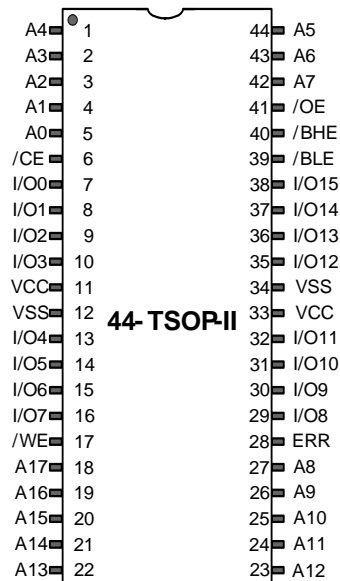 A4 1 44 A5
A3 2 43 A6
A2 3 42 A7
A1 4 41 /OE
A0 5 40 /BHE
/CE 6 39 /BLE
I/O0 7 38 I/O15
I/O1 8 37 I/O14
I/O2 9 36 I/O13
I/O3 10 35 I/O12
VCC 11 34 VSS
VSS 12 33 VCC
44-TSOP-II
I/O4 13 32 I/O11
I/O5 14 31 I/O10
I/O6 15 30 I/O9
I/O7 16 29 I/O8
/WE 17 28 ERR
A17 18 27 A8
A16 19 26 A9
A15 20 25 A10
A14 21 24 A11
A13 22 23 A12